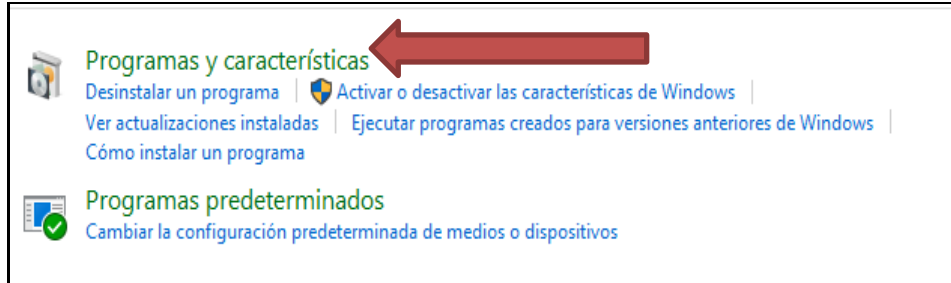 Programas y características
Desinstalar un programa Activar o desactivar las características de Windows
Ver actualizaciones instaladas Ejecutar programas creados para versiones anteriores de Windows
Cómo instalar un programa
Programas predeterminados
Cambiar la configuración predeterminada de medios o dispositivos